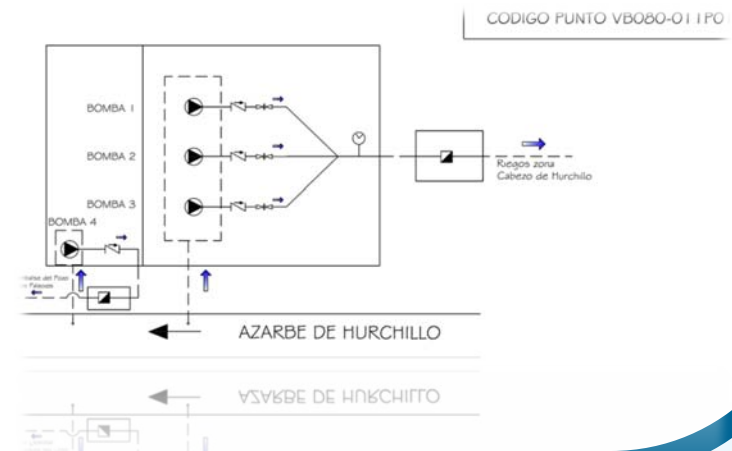 CODIGO PUNTO VB080-011P0
BOMBA 1
BOMBA 2
BOMBA 3
BOMBA 4
Riegos zona
Cabezo de Hurchillo
AZARBE DE HURCHILLO
AZARBE DE HURCHILLO